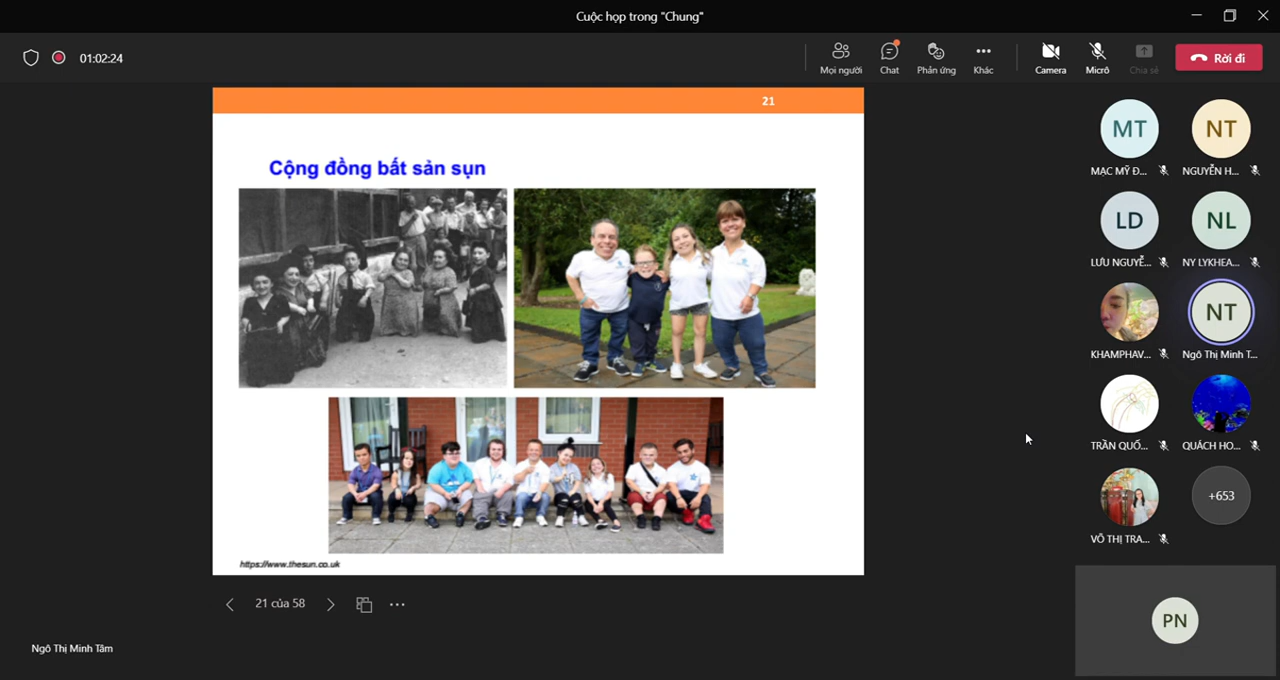 Cuộc họp trong "Chung"
01:02:24
Mọi người
Chat
Phản ứng
Khác
Camera
Micrô
Chia sẻ
Rời đi
21
Cộng đồng bất sản sụn
https://www.thesun.co.uk
21 của 58
Ngô Thị Minh Tâm
MT
NT
MẠC MỸ Đ...
NGUYỄN H...
LD
NL
LƯU NGUYỄ...
NY LYKHEA...
NT
KHAMPHAV...
Ngô Thị Minh T...
TRẦN QUỐ...
QUÁCH HO...
+653
VÕ THỊ TRA...
PN